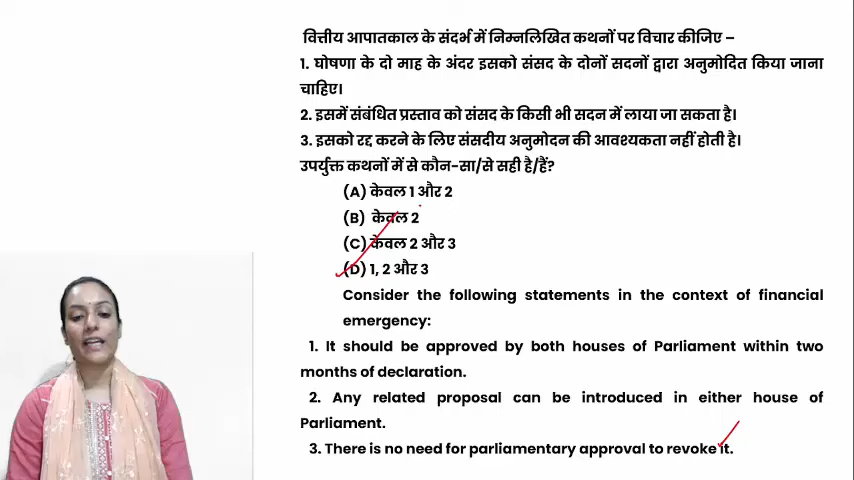 वित्तीय आपातकाल के संदर्भ में निम्नलिखित कथनों पर विचार कीजिए –
1. घोषणा के दो माह के अंदर इसको संसद के दोनों सदनों द्वारा अनुमोदित किया जाना
चाहिए।
2. इसमें संबंधित प्रस्ताव को संसद के किसी भी सदन में लाया जा सकता है।
3. इसको रद्द करने के लिए संसदीय अनुमोदन की आवश्यकता नहीं होती है।
उपर्युक्त कथनों में से कौन-सा/से सही है/हैं?
(A) केवल 1 और 2
(B) केवल 2
(C) केवल 2 और 3
(D) 1, 2 और 3
Consider the following statements in the context of financial
emergency:
1. It should be approved by both houses of Parliament within two
months of declaration.
2. Any related proposal can be introduced in either house of
Parliament.
3. There is no need for parliamentary approval to revoke it.